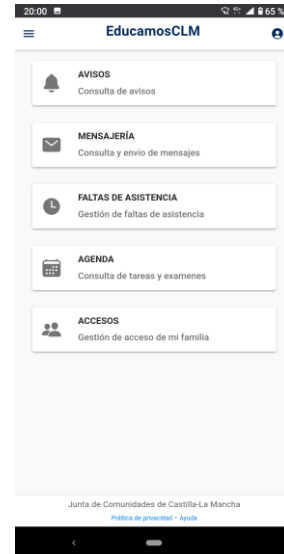 20:00 65 %
EducamosCLM
AVISOS
Consulta de avisos
MENSAJERÍA
Consulta y envío de mensajes
FALTAS DE ASISTENCIA
Gestión de faltas de asistencia
AGENDA
Consulta de tareas y examenes
ACCESOS
Gestión de acceso de mi familia
Junta de Comunidades de Castilla-La Mancha
Política de privacidad - Ayuda